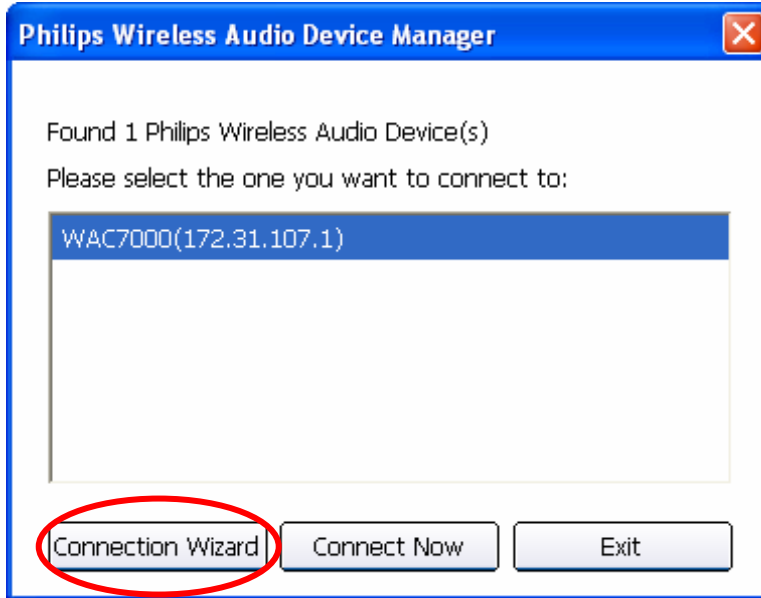 Philips Wireless Audio Device Manager
Found 1 Philips Wireless Audio Device(s)
Please select the one you want to connect to:
WAC7000(172.31.107.1)
Connection Wizard Connect Now Exit